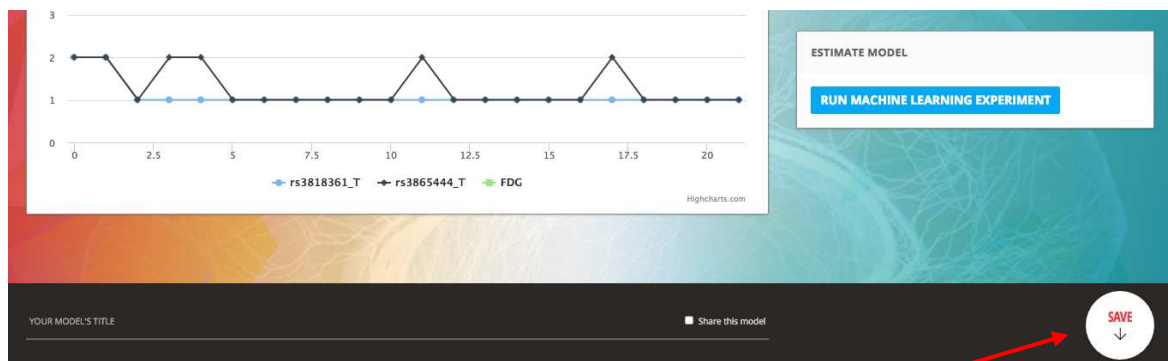 3
2
1
0
0 2.5 5 7.5 10 12.5 15 17.5 20
rs3818361_T rs3865444_T FDG
Highcharts.com
ESTIMATE MODEL
RUN MACHINE LEARNING EXPERIMENT
YOUR MODEL'S TITLE
Share this model
SAVE